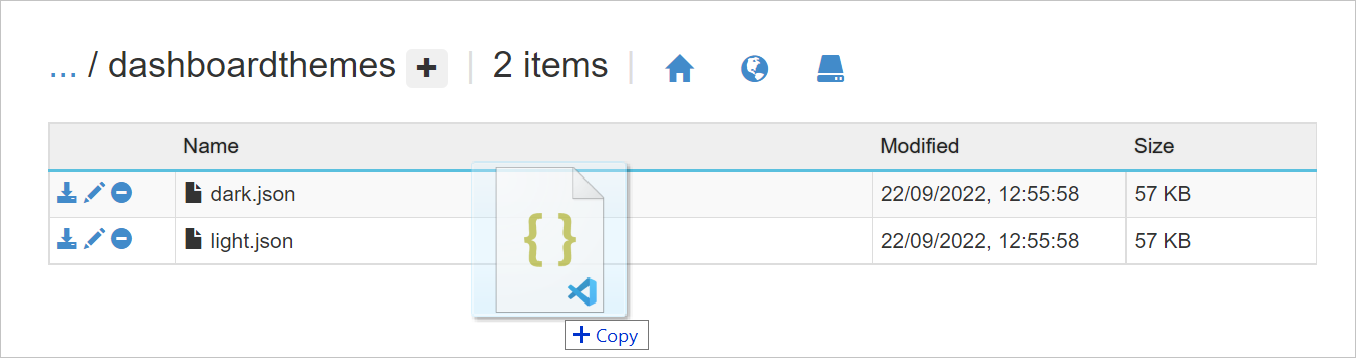 ... / dashboardthemes + | 2 items |
Name Modified Size
dark.json 22/09/2022, 12:55:58 57 KB
light.json 22/09/2022, 12:55:58 57 KB
{ }
+ Copy